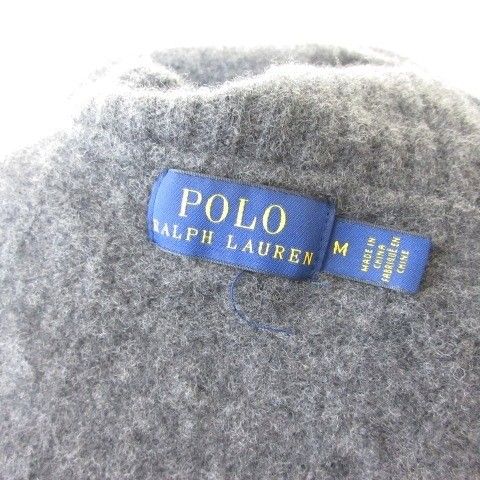 POLO
RALPH LAUREN
M
MADE IN
CHINA
FABRIQUÉ EN
CHINE